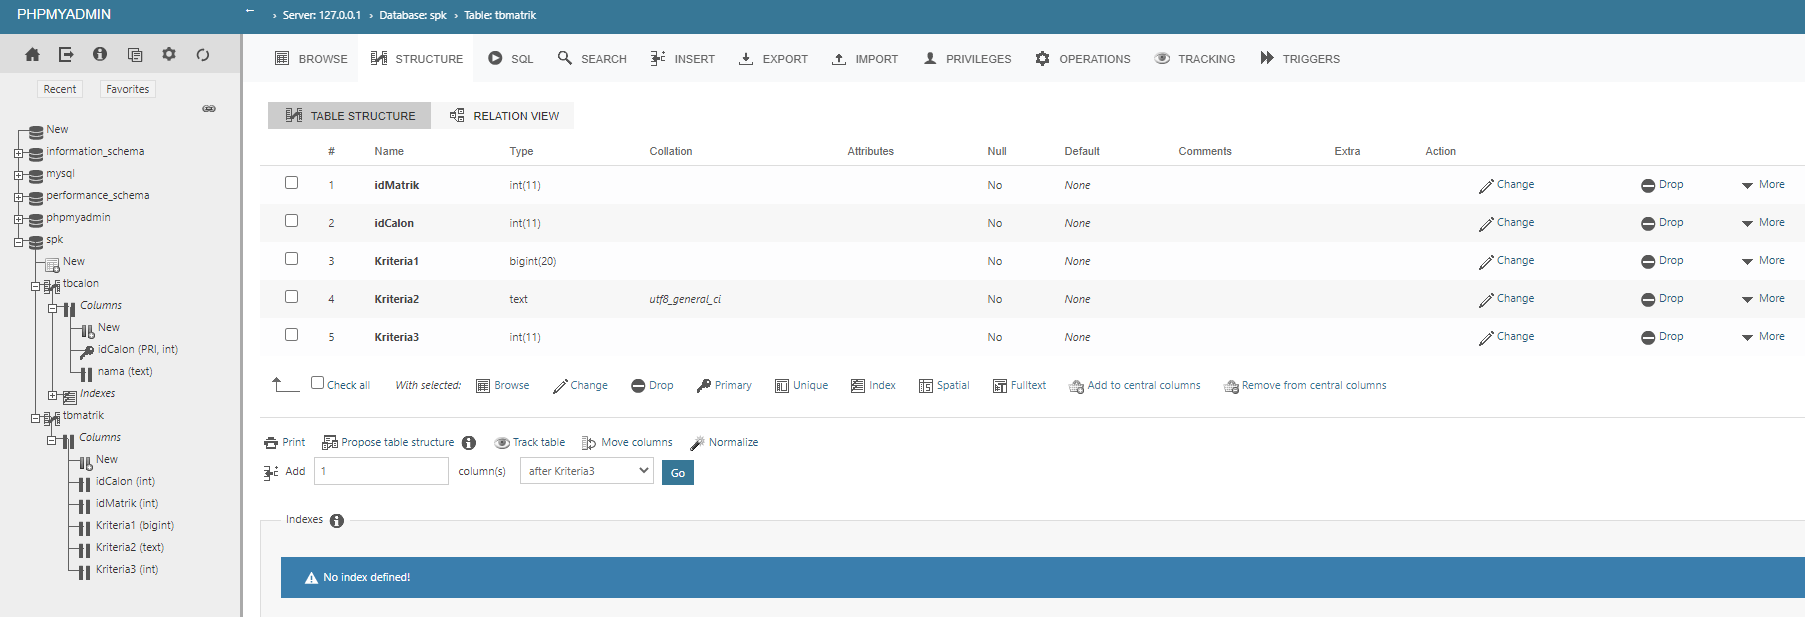 PHPMYADMIN
Recent Favorites
New
information_schema
mysql
performance_schema
phpmyadmin
spk
New
tbcalon
Columns
New
idCalon (PRI, int)
nama (text)
Indexes
tbmatrik
Columns
New
idCalon (int)
idMatrik (int)
Kriteria1 (bigint)
Kriteria2 (text)
Kriteria3 (int)
← › Server: 127.0.0.1 › Database: spk › Table: tbmatrik
BROWSE STRUCTURE SQL SEARCH INSERT EXPORT IMPORT PRIVILEGES OPERATIONS TRACKING TRIGGERS
TABLE STRUCTURE RELATION VIEW
# Name Type Collation Attributes Null Default Comments Extra Action
1 idMatrik int(11) No None Change Drop More
2 idCalon int(11) No None Change Drop More
3 Kriteria1 bigint(20) No None Change Drop More
4 Kriteria2 text utf8_general_ci No None Change Drop More
5 Kriteria3 int(11) No None Change Drop More
Check all With selected: Browse Change Drop Primary Unique Index Spatial Fulltext Add to central columns Remove from central columns
Print Propose table structure Track table Move columns Normalize
Add 1 column(s) after Kriteria3 Go
Indexes
No index defined!